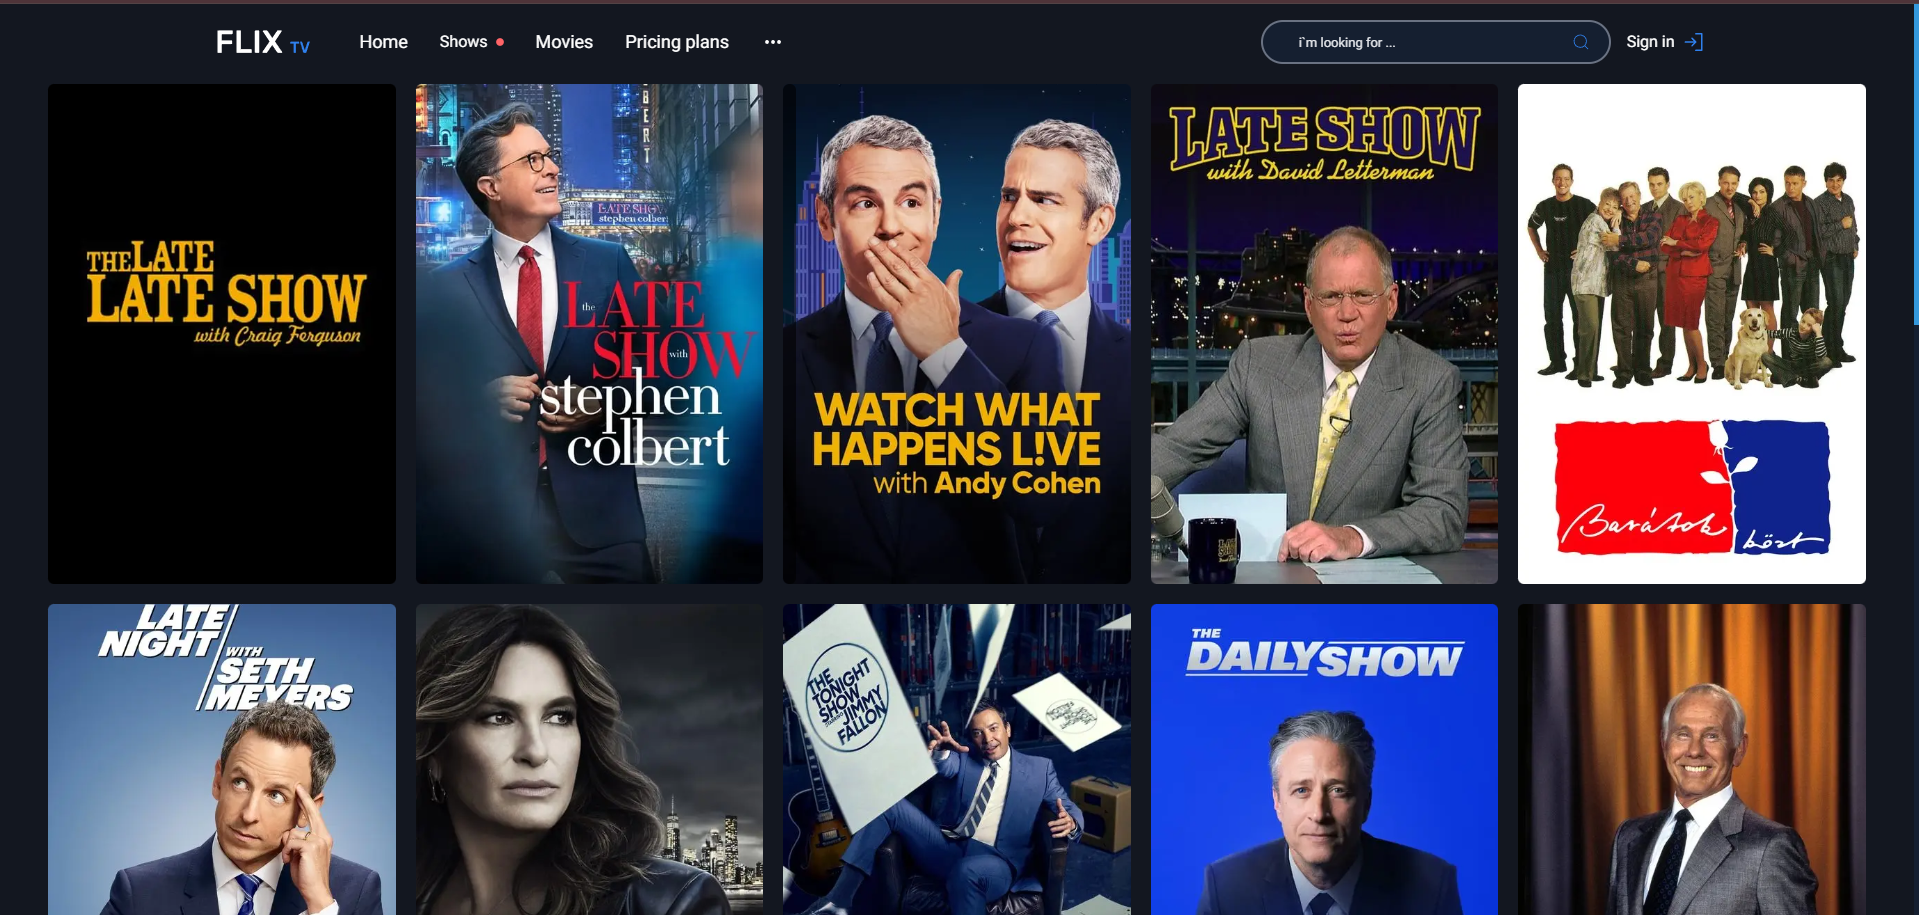 FLIX TV
Home
Shows
Movies
Pricing plans
i`m looking for ...
Sign in
THE LATE
LATE SHOW
with Craig Ferguson
BERT
LATE SHOW
stephen colbert
the LATE
SHOW with
stephen
colbert
WATCH WHAT
HAPPENS L!VE
with Andy Cohen
LATE SHOW
with David Letterman
Barátok
közt
LATE
NIGHT
WITH
SETH
MEYERS
THE
TONIGHT
SHOW
JIMMY
FALLON
THE
DAILY SHOW